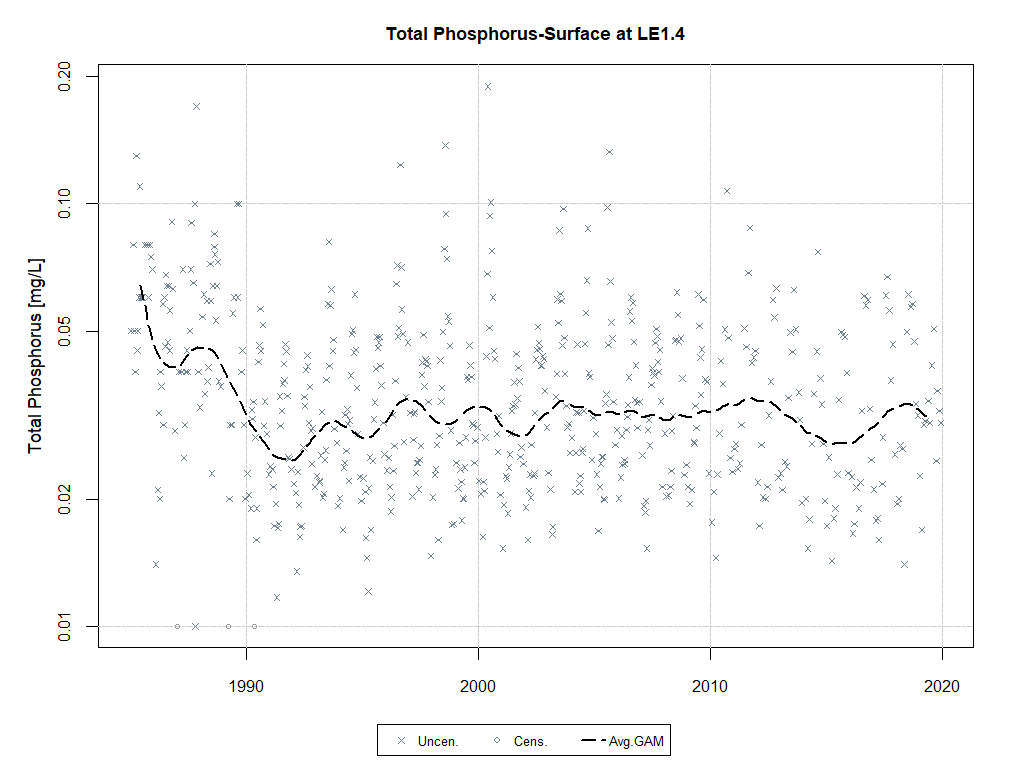 Total Phosphorus-Surface at LE1.4
Total Phosphorus [mg/L]
0.20
0.10
0.05
0.02
0.01
1990 2000 2010 2020
Uncen. Cens. Avg.GAM